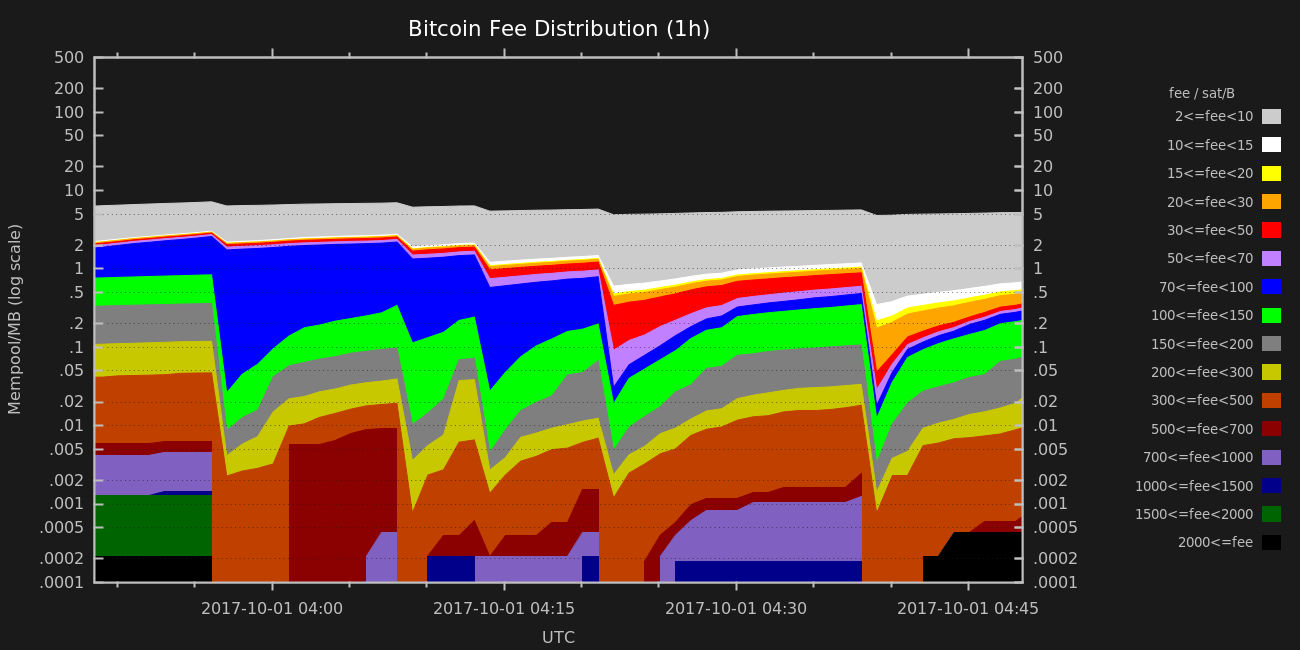 Bitcoin Fee Distribution (1h)
Mempool/MB (log scale)
500
200
100
50
20
10
5
2
1
.5
.2
.1
.05
.02
.01
.005
.002
.001
.0005
.0002
.0001
500
200
100
50
20
10
5
2
1
.5
.2
.1
.05
.02
.01
.005
.002
.001
.0005
.0002
.0001
2017-10-01 04:00 2017-10-01 04:15 2017-10-01 04:30 2017-10-01 04:45
UTC
fee / sat/B
2<=fee<10
10<=fee<15
15<=fee<20
20<=fee<30
30<=fee<50
50<=fee<70
70<=fee<100
100<=fee<150
150<=fee<200
200<=fee<300
300<=fee<500
500<=fee<700
700<=fee<1000
1000<=fee<1500
1500<=fee<2000
2000<=fee